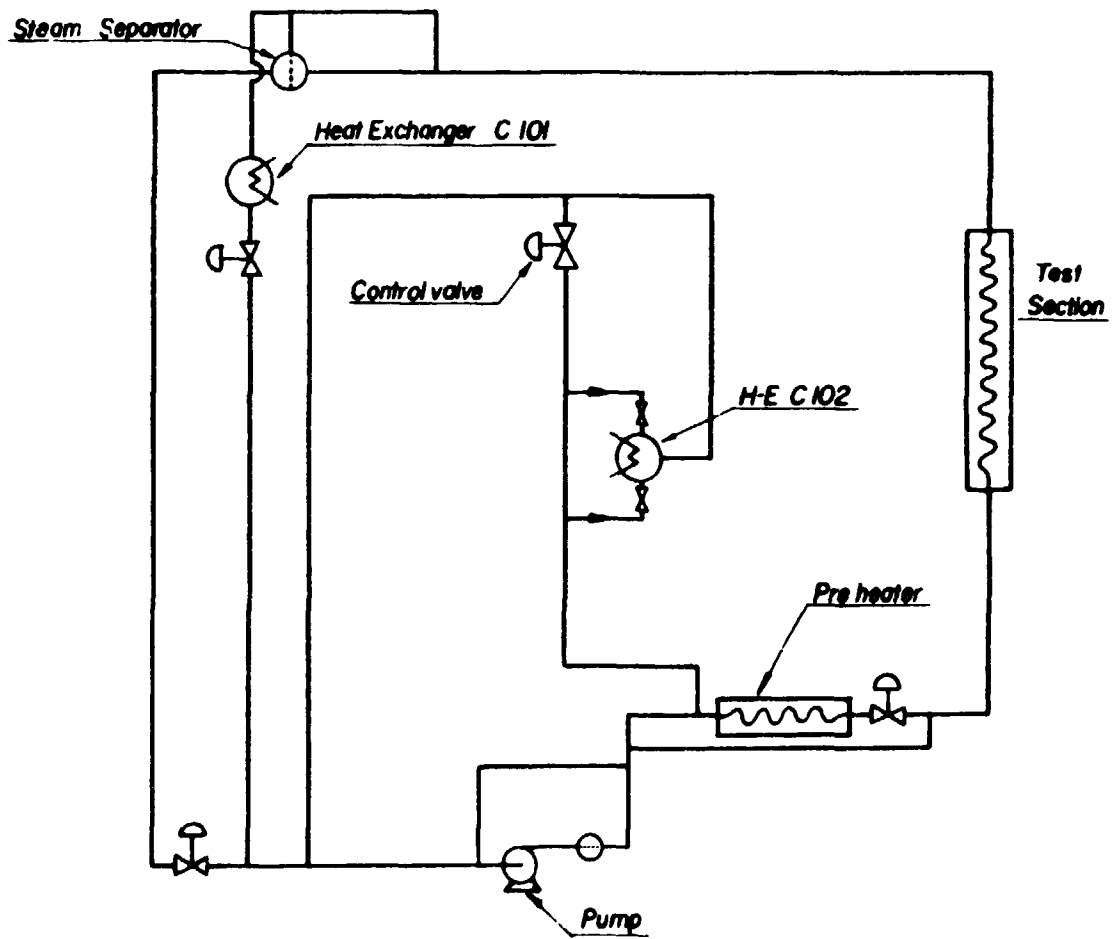 Steam Separator
Heat Exchanger C 101
Control valve
Test
Section
H-E C 102
Pre heater
Pump